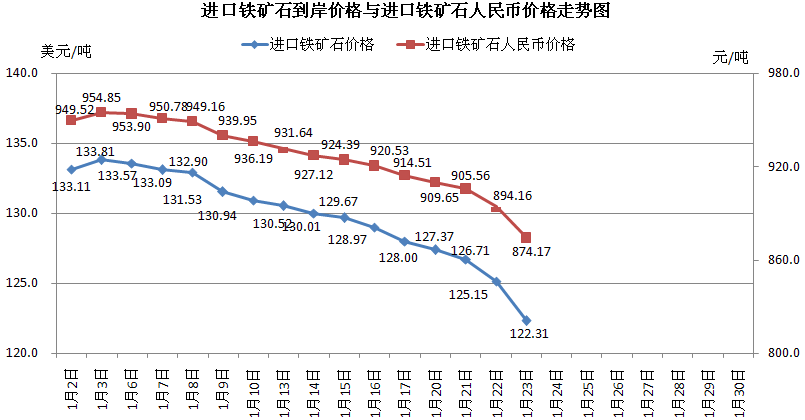 进口铁矿石到岸价格与进口铁矿石人民币价格走势图
美元/吨
进口铁矿石价格
进口铁矿石人民币价格
元/吨
140.0
135.0
130.0
125.0
120.0
980.0
920.0
860.0
800.0
949.52
954.85
953.90
950.78
949.16
939.95
936.19
931.64
927.12
924.39
920.53
914.51
909.65
905.56
894.16
874.17
133.11
133.81
133.57
133.09
132.90
131.53
130.94
130.52
130.01
129.67
128.97
128.00
127.37
126.71
125.15
122.31
1月2日
1月3日
1月6日
1月7日
1月8日
1月9日
1月10日
1月13日
1月14日
1月15日
1月16日
1月17日
1月20日
1月21日
1月22日
1月23日
1月24日
1月25日
1月26日
1月27日
1月28日
1月29日
1月30日